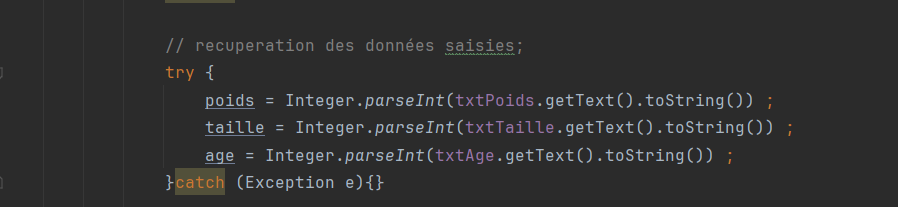 // recuperation des données saisies;
try {
poids = Integer.parseInt(txtPoids.getText().toString()) ;
taille = Integer.parseInt(txtTaille.getText().toString()) ;
age = Integer.parseInt(txtAge.getText().toString()) ;
}catch (Exception e){}